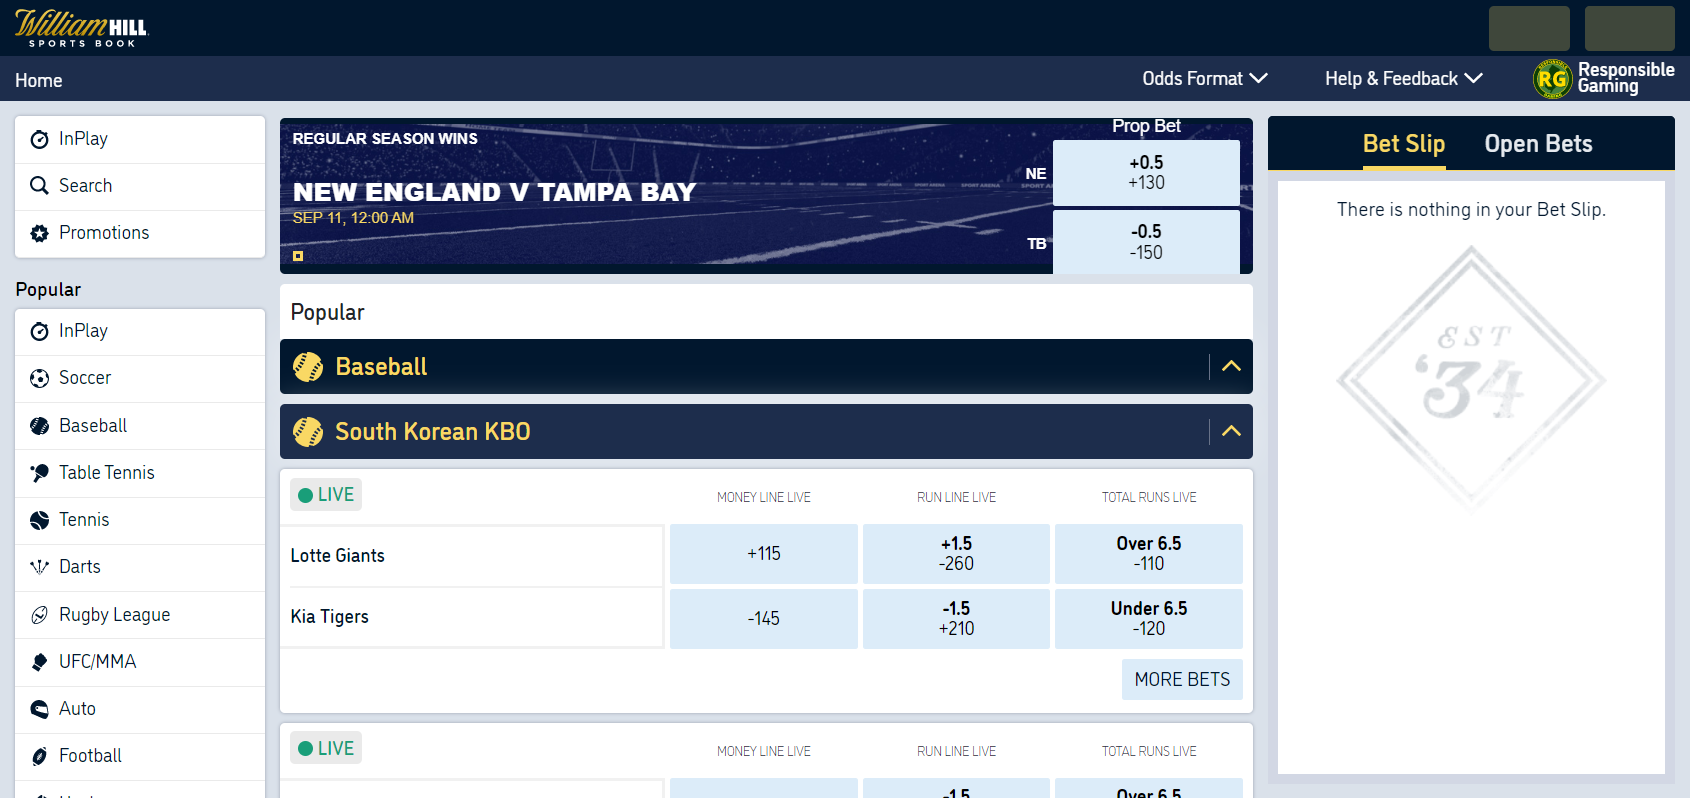 William HILL
SPORTS BOOK
Home
Odds Format
Help & Feedback
RG
Responsible
Gaming
InPlay
Search
Promotions
Popular
InPlay
Soccer
Baseball
Table Tennis
Tennis
Darts
Rugby League
UFC/MMA
Auto
Football
REGULAR SEASON WINS
NEW ENGLAND V TAMPA BAY
SEP 11, 12:00 AM
Prop Bet
NE
+0.5
+130
TB
-0.5
-150
Popular
Baseball
South Korean KBO
LIVE
MONEY LINE LIVE
RUN LINE LIVE
TOTAL RUNS LIVE
Lotte Giants
+115
+1.5
-260
Over 6.5
-110
Kia Tigers
-145
-1.5
+210
Under 6.5
-120
MORE BETS
LIVE
MONEY LINE LIVE
RUN LINE LIVE
TOTAL RUNS LIVE
-1.5
Over 6.5
Bet Slip
Open Bets
There is nothing in your Bet Slip.
EST
‘34